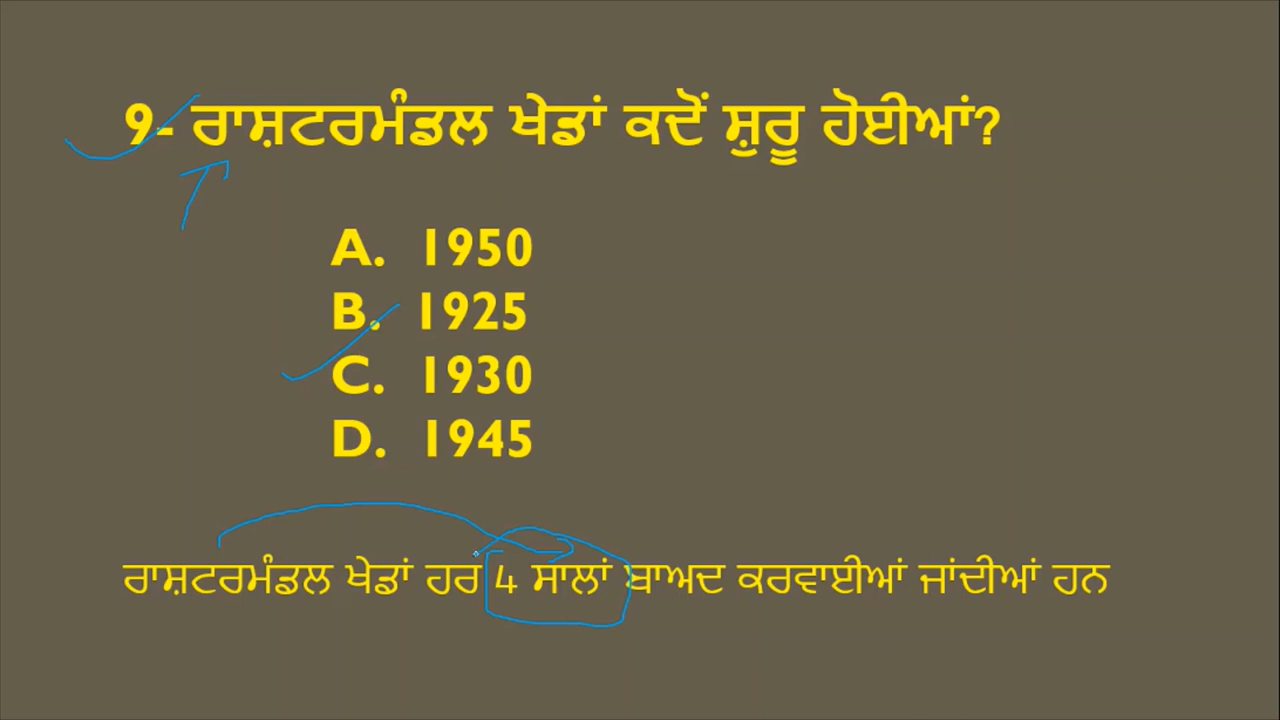 9- ਰਾਸ਼ਟਰਮੰਡਲ ਖੇਡਾਂ ਕਦੋਂ ਸ਼ੁਰੂ ਹੋਈਆਂ?
A. 1950
B. 1925
C. 1930
D. 1945
ਰਾਸ਼ਟਰਮੰਡਲ ਖੇਡਾਂ ਹਰ 4 ਸਾਲਾਂ ਬਾਅਦ ਕਰਵਾਈਆਂ ਜਾਂਦੀਆਂ ਹਨ